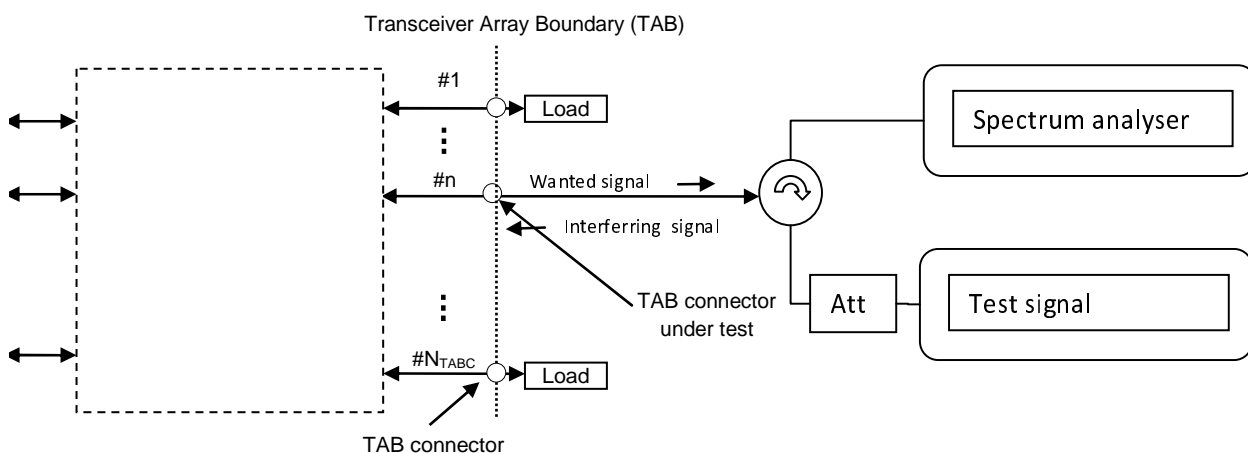 Transceiver Array Boundary (TAB)
#1
Load
Spectrum analyser
#n
Wanted signal
Interferring signal
TAB connector
under test
Att
Test signal
#NTABC
Load
TAB connector